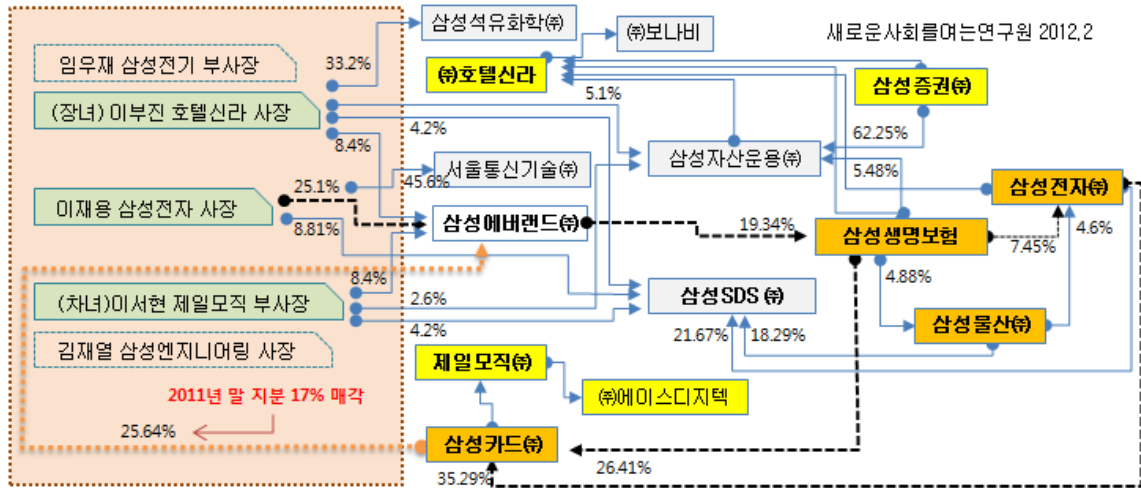 삼성석유화학㈜
㈜보나비
새로운사회를여는연구원 2012.2
임우재 삼성전기 부사장
33.2%
㈜호텔신라
삼성증권㈜
(장녀) 이부진 호텔신라 사장
5.1%
4.2%
62.25%
8.4%
서울통신기술㈜
삼성자산운용㈜
5.48%
25.1%
45.6%
삼성전자㈜
이재용 삼성전자 사장
삼성에버랜드㈜
19.34%
삼성생명보험
4.6%
8.81%
7.45%
8.4%
4.88%
(차녀)이서현 제일모직 부사장
2.6%
삼성SDS ㈜
4.2%
21.67%
18.29%
삼성물산㈜
김재열 삼성엔지니어링 사장
제일모직㈜
2011년 말 지분 17% 매각
㈜에이스디지텍
25.64%
삼성카드㈜
35.29%
26.41%